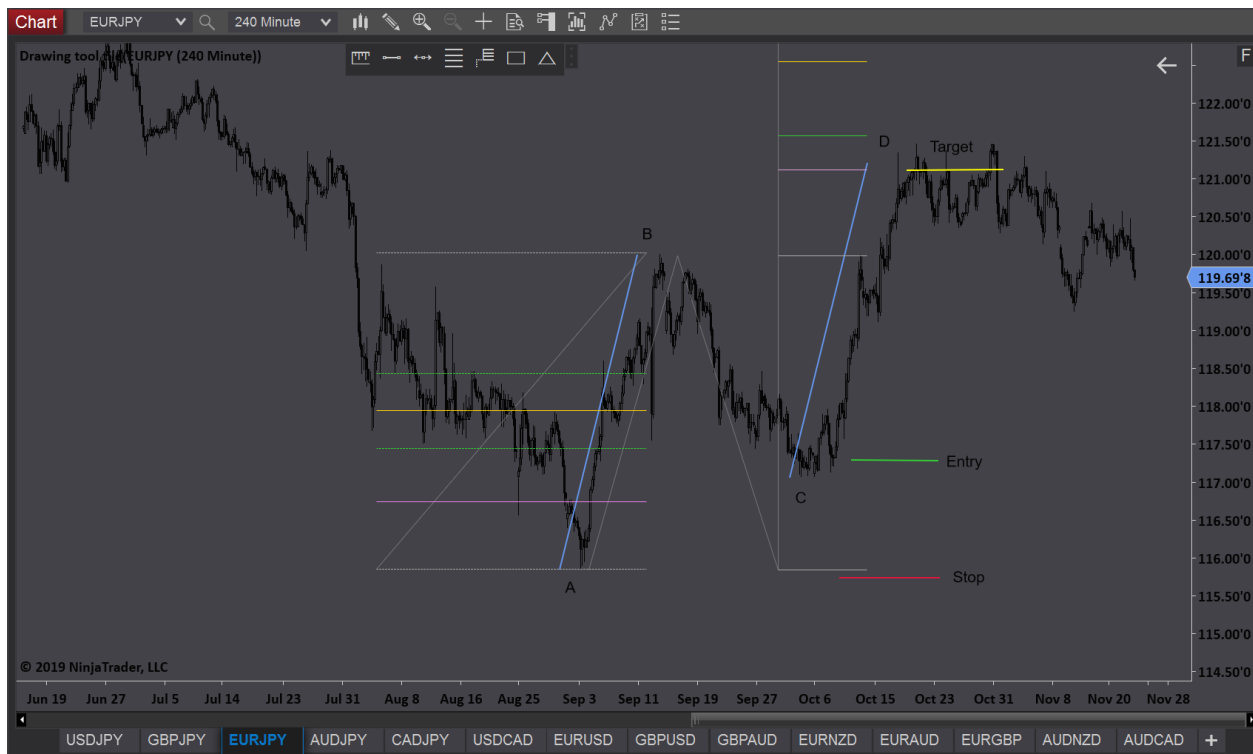 Chart EURJPY 240 Minute
Drawing tool tile(EURJPY (240 Minute))
F
122.00'0
121.50'0
121.00'0
120.50'0
120.00'0
119.69'8
119.50'0
119.00'0
118.50'0
118.00'0
117.50'0
117.00'0
116.50'0
116.00'0
115.50'0
115.00'0
114.50'0
D
Target
B
Entry
C
Stop
A
© 2019 NinjaTrader, LLC
Jun 19 Jun 27 Jul 5 Jul 14 Jul 23 Jul 31 Aug 8 Aug 16 Aug 25 Sep 3 Sep 11 Sep 19 Sep 27 Oct 6 Oct 15 Oct 23 Oct 31 Nov 8 Nov 20 Nov 28
USDJPY GBPJPY EURJPY AUDJPY CADJPY USDCAD EURUSD GBPUSD GBPAUD EURNZD EURAUD EURGBP AUDNZD AUDCAD +